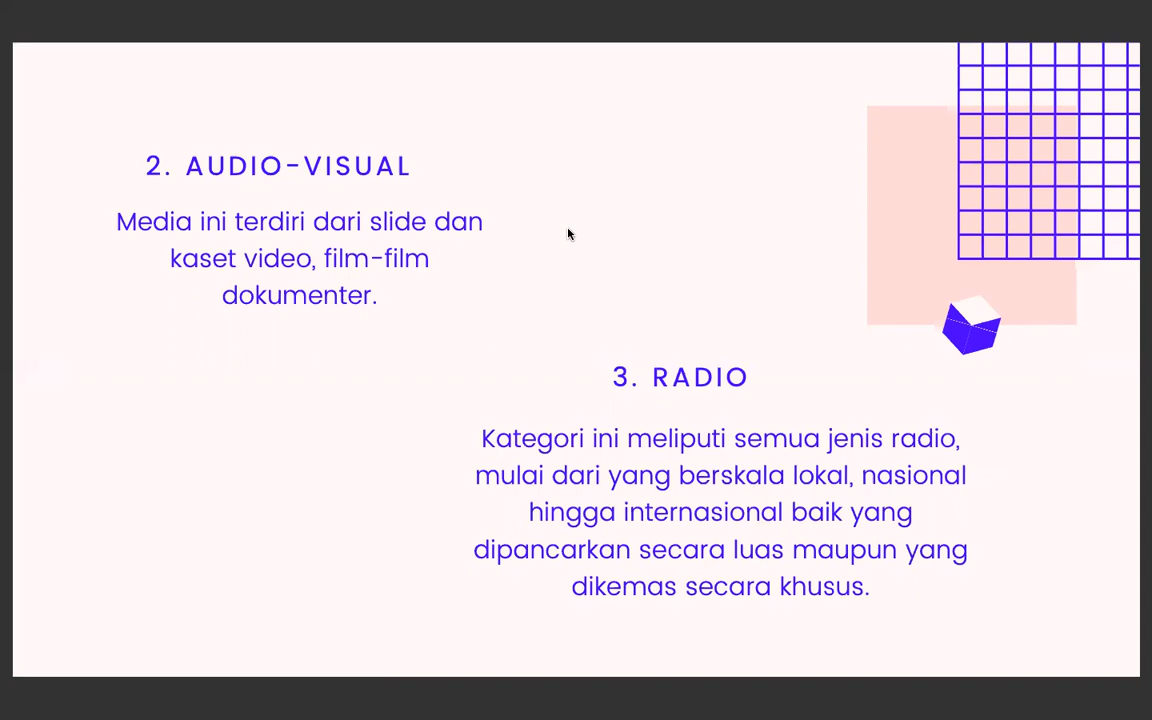 2. AUDIO-VISUAL
Media ini terdiri dari slide dan
kaset video, film-film
dokumenter.
3. RADIO
Kategori ini meliputi semua jenis radio,
mulai dari yang berskala lokal, nasional
hingga internasional baik yang
dipancarkan secara luas maupun yang
dikemas secara khusus.